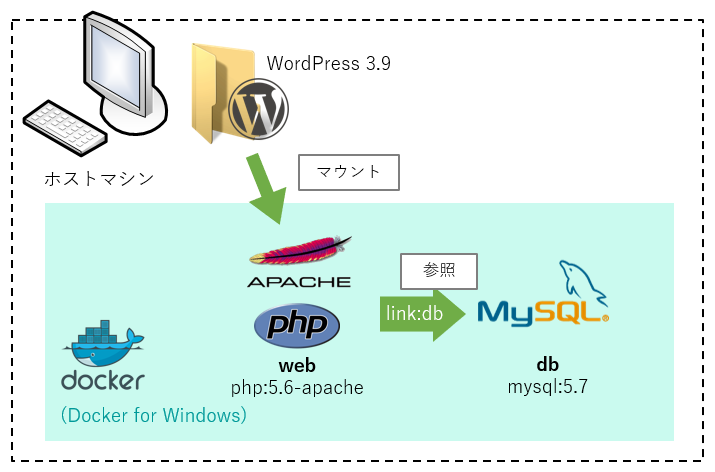 WordPress 3.9
ホストマシン
マウント
APACHE
php
参照
link:db
MySQL®
docker
web
php:5.6-apache
db
mysql:5.7
(Docker for Windows)